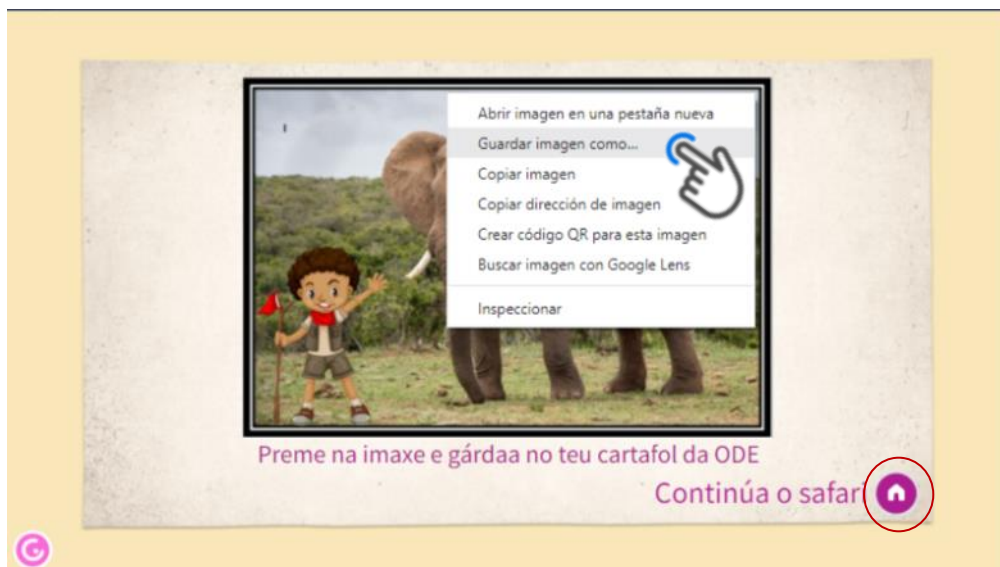 Abrir imagen en una pestaña nueva
Guardar imagen como...
Copiar imagen
Copiar dirección de imagen
Crear código QR para esta imagen
Buscar imagen con Google Lens
Inspeccionar
Preme na imaxe e gárdaa no teu cartafol da ODE
Continúa o safari